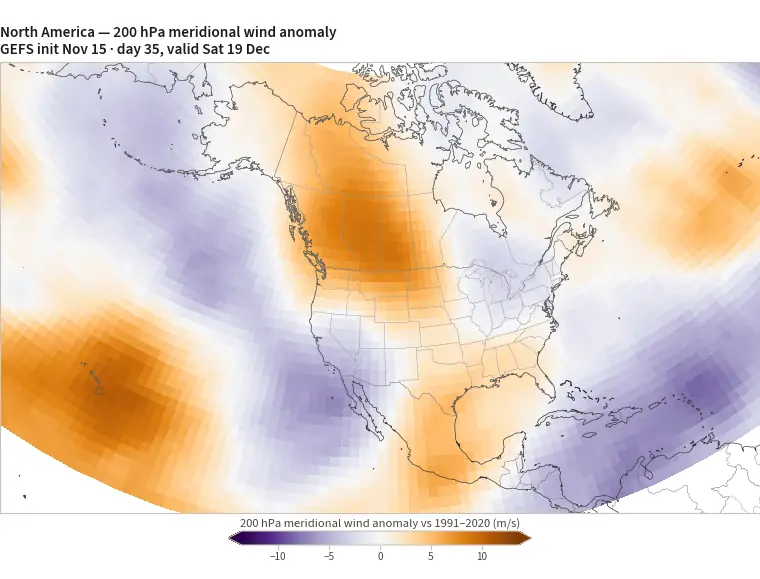 North America — 200 hPa meridional wind anomaly
GEFS init Nov 15 · day 35, valid Sat 19 Dec
200 hPa meridional wind anomaly vs 1991–2020 (m/s)
−10 −5 0 5 10